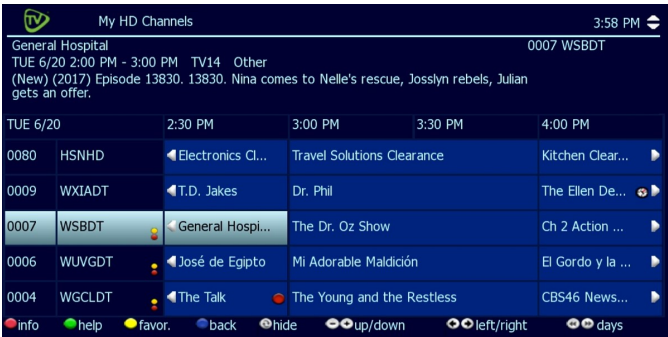 TV My HD Channels 3:58 PM
General Hospital 0007 WSBDT
TUE 6/20 2:00 PM - 3:00 PM TV14 Other
(New) (2017) Episode 13830. 13830. Nina comes to Nelle's rescue, Josslyn rebels, Julian
gets an offer.
TUE 6/20 2:30 PM 3:00 PM 3:30 PM 4:00 PM
0080 HSNHD Electronics Cl... Travel Solutions Clearance Kitchen Clear...
0009 WXIADT T.D. Jakes Dr. Phil The Ellen De...
0007 WSBDT General Hospi... The Dr. Oz Show Ch 2 Action ...
0006 WUVGDT José de Egipto Mi Adorable Maldición El Gordo y la ...
0004 WGCLDT The Talk The Young and the Restless CBS46 News...
info help favor. back hide up/down left/right days